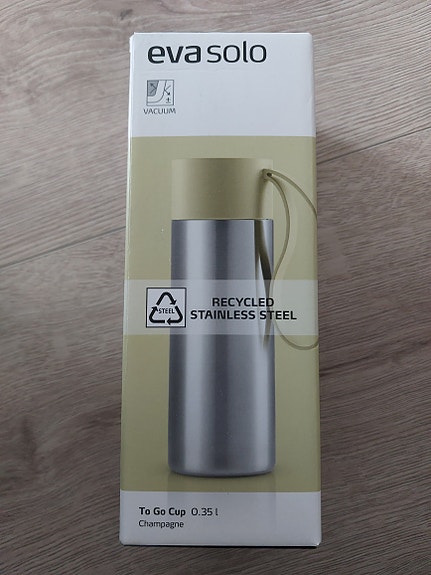 eva solo
VACUUM
STEEL
RECYCLED
STAINLESS STEEL
To Go Cup 0.35 l
Champagne